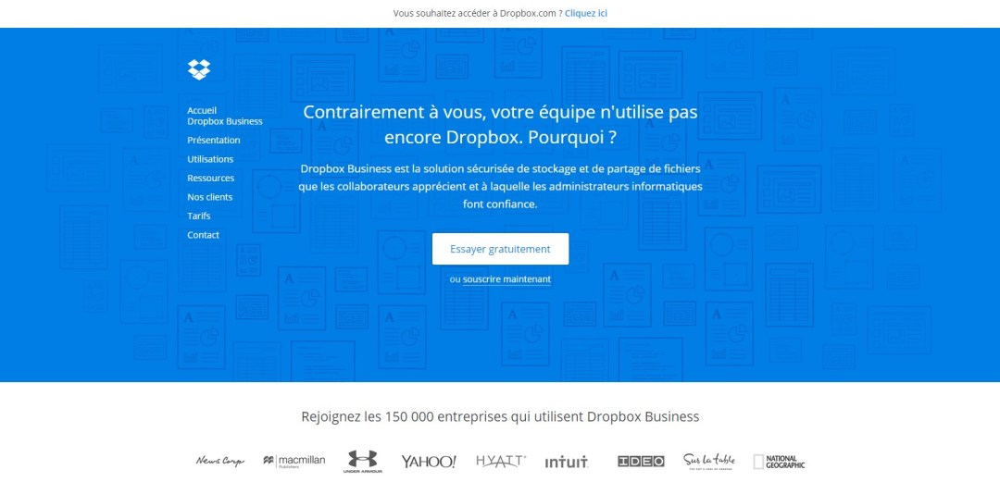 Vous souhaitez accéder à Dropbox.com ? Cliquez ici
Accueil
Dropbox Business
Présentation
Utilisations
Ressources
Nos clients
Tarifs
Contact
Contrairement à vous, votre équipe n'utilise pas
encore Dropbox. Pourquoi ?
Dropbox Business est la solution sécurisée de stockage et de partage de fichiers
que les collaborateurs apprécient et à laquelle les administrateurs informatiques
font confiance.
Essayer gratuitement
ou souscrire maintenant
Rejoignez les 150 000 entreprises qui utilisent Dropbox Business
News Corp
macmillan
Publishers
UNDER ARMOUR
YAHOO!
HYATT
intuit
IDEO
Sur la table
NATIONAL
GEOGRAPHIC